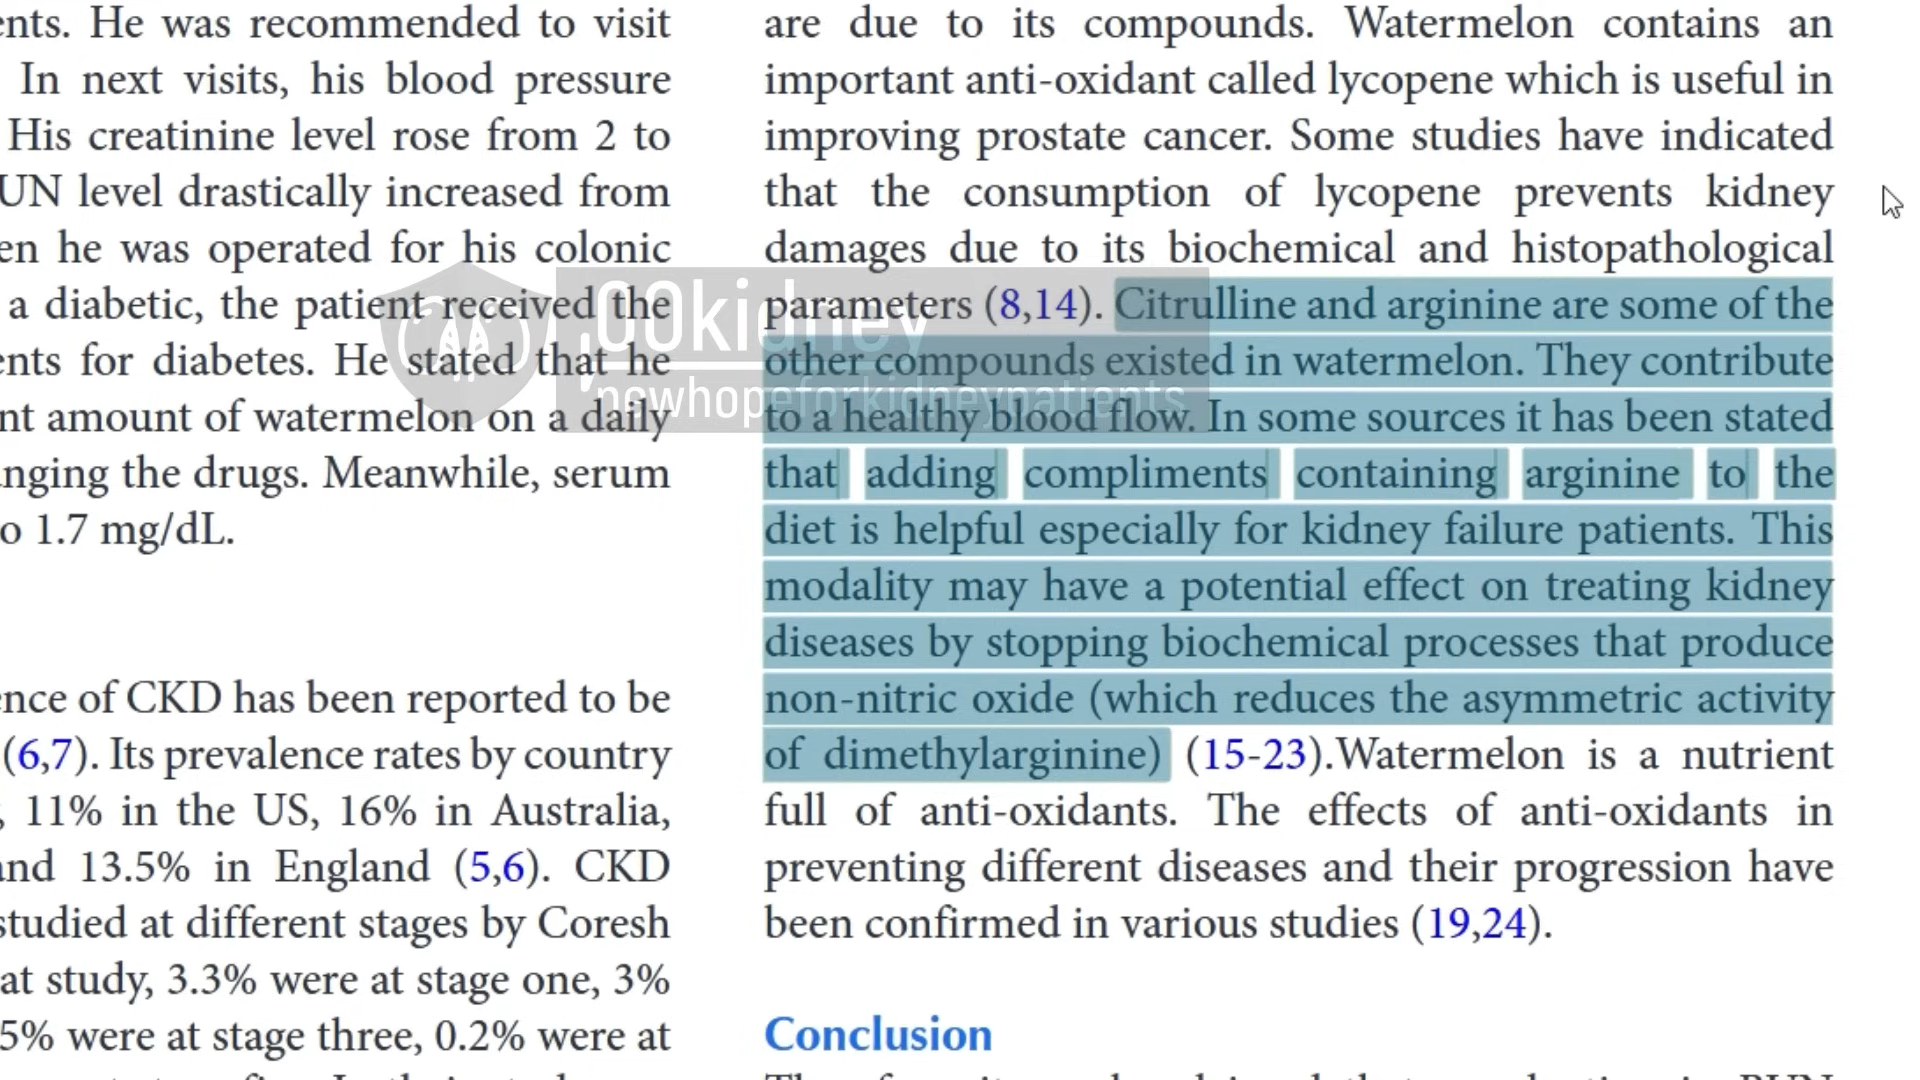 ents. He was recommended to visit
In next visits, his blood pressure
His creatinine level rose from 2 to
UN level drastically increased from
en he was operated for his colonic
a diabetic, the patient received the
ents for diabetes. He stated that he
nt amount of watermelon on a daily
anging the drugs. Meanwhile, serum
o 1.7 mg/dL.
ence of CKD has been reported to be
(6,7). Its prevalence rates by country
, 11% in the US, 16% in Australia,
and 13.5% in England (5,6). CKD
studied at different stages by Coresh
at study, 3.3% were at stage one, 3%
5% were at stage three, 0.2% were at
are due to its compounds. Watermelon contains an
important anti-oxidant called lycopene which is useful in
improving prostate cancer. Some studies have indicated
that the consumption of lycopene prevents kidney
damages due to its biochemical and histopathological
parameters (8,14). Citrulline and arginine are some of the
other compounds existed in watermelon. They contribute
to a healthy blood flow. In some sources it has been stated
that adding compliments containing arginine to the
diet is helpful especially for kidney failure patients. This
modality may have a potential effect on treating kidney
diseases by stopping biochemical processes that produce
non-nitric oxide (which reduces the asymmetric activity
of dimethylarginine) (15-23).Watermelon is a nutrient
full of anti-oxidants. The effects of anti-oxidants in
preventing different diseases and their progression have
been confirmed in various studies (19,24).
Conclusion
00kidney
newhopeforkidneypatients